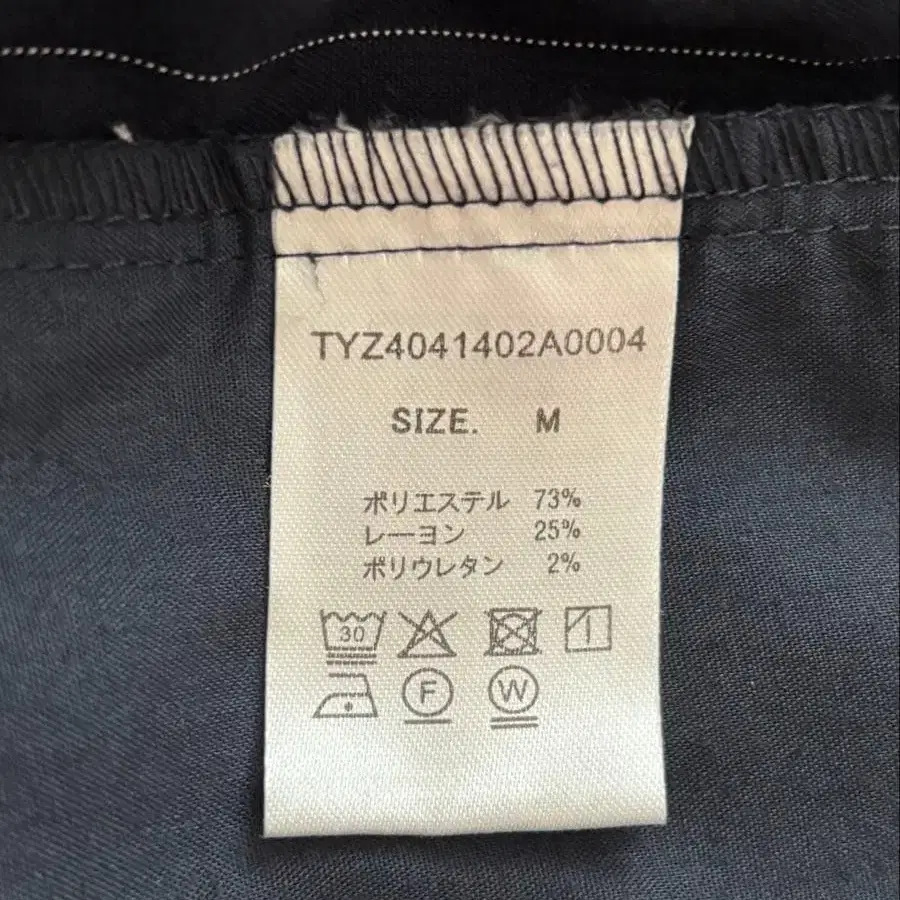 TYZ4041402A0004
SIZE. M
ポリエステル 73%
レーヨン 25%
ポリウレタン 2%
30
F W